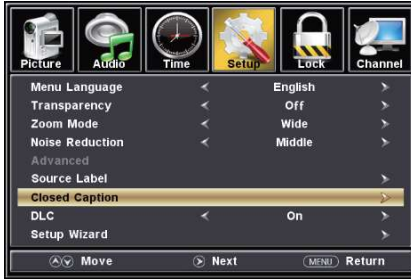 Picture Audio Time Setup Lock Channel
Menu Language English
Transparency Off
Zoom Mode Wide
Noise Reduction Middle
Advanced
Source Label
Closed Caption
DLC On
Setup Wizard
Move Next MENU Return